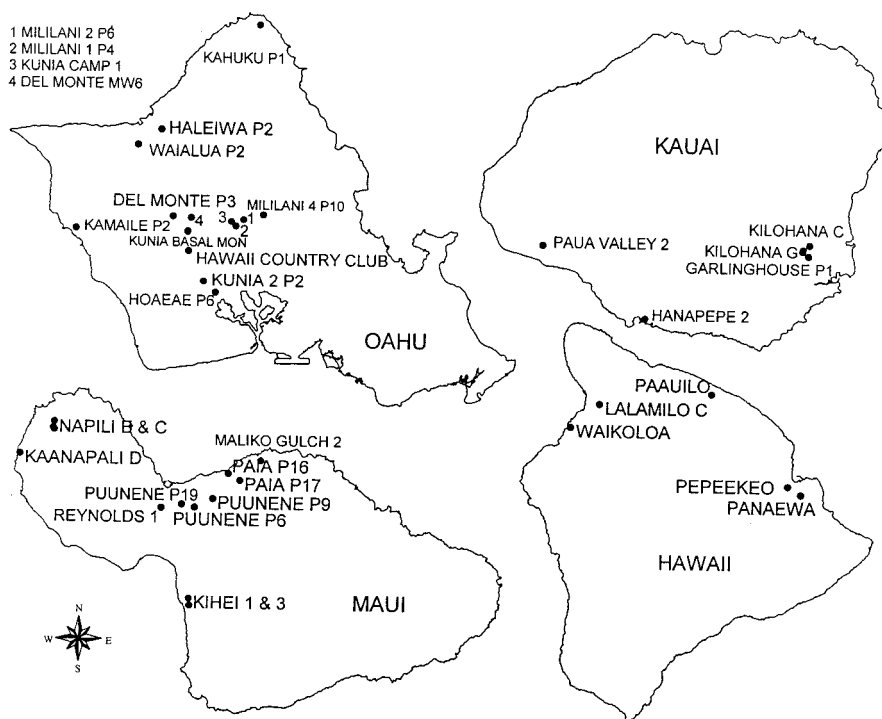 1 MILILANI 2 P6
2 MILILANI 1 P4
3 KUNIA CAMP 1
4 DEL MONTE MW6
KAHUKU P1
HALEIWA P2
WAIALUA P2
DEL MONTE P3
MILILANI 4 P10
4
3
1
2
KAMAILE P2
KUNIA BASAL MON
HAWAII COUNTRY CLUB
KUNIA 2 P2
HOAEAE P6
OAHU
KAUAI
KILOHANA C
KILOHANA G
GARLINGHOUSE P1
PAUA VALLEY 2
HANAPEPE 2
NAPILI B & C
KAANAPALI D
MALIKO GULCH 2
PAIA P16
PAIA P17
PUUNENE P19
PUUNENE P9
REYNOLDS 1
PUUNENE P6
KIHEI 1 & 3
MAUI
N
W
E
S
PAAUILO
LALAMILO C
WAIKOLOA
PEPEEKEO
PANAEWA
HAWAII